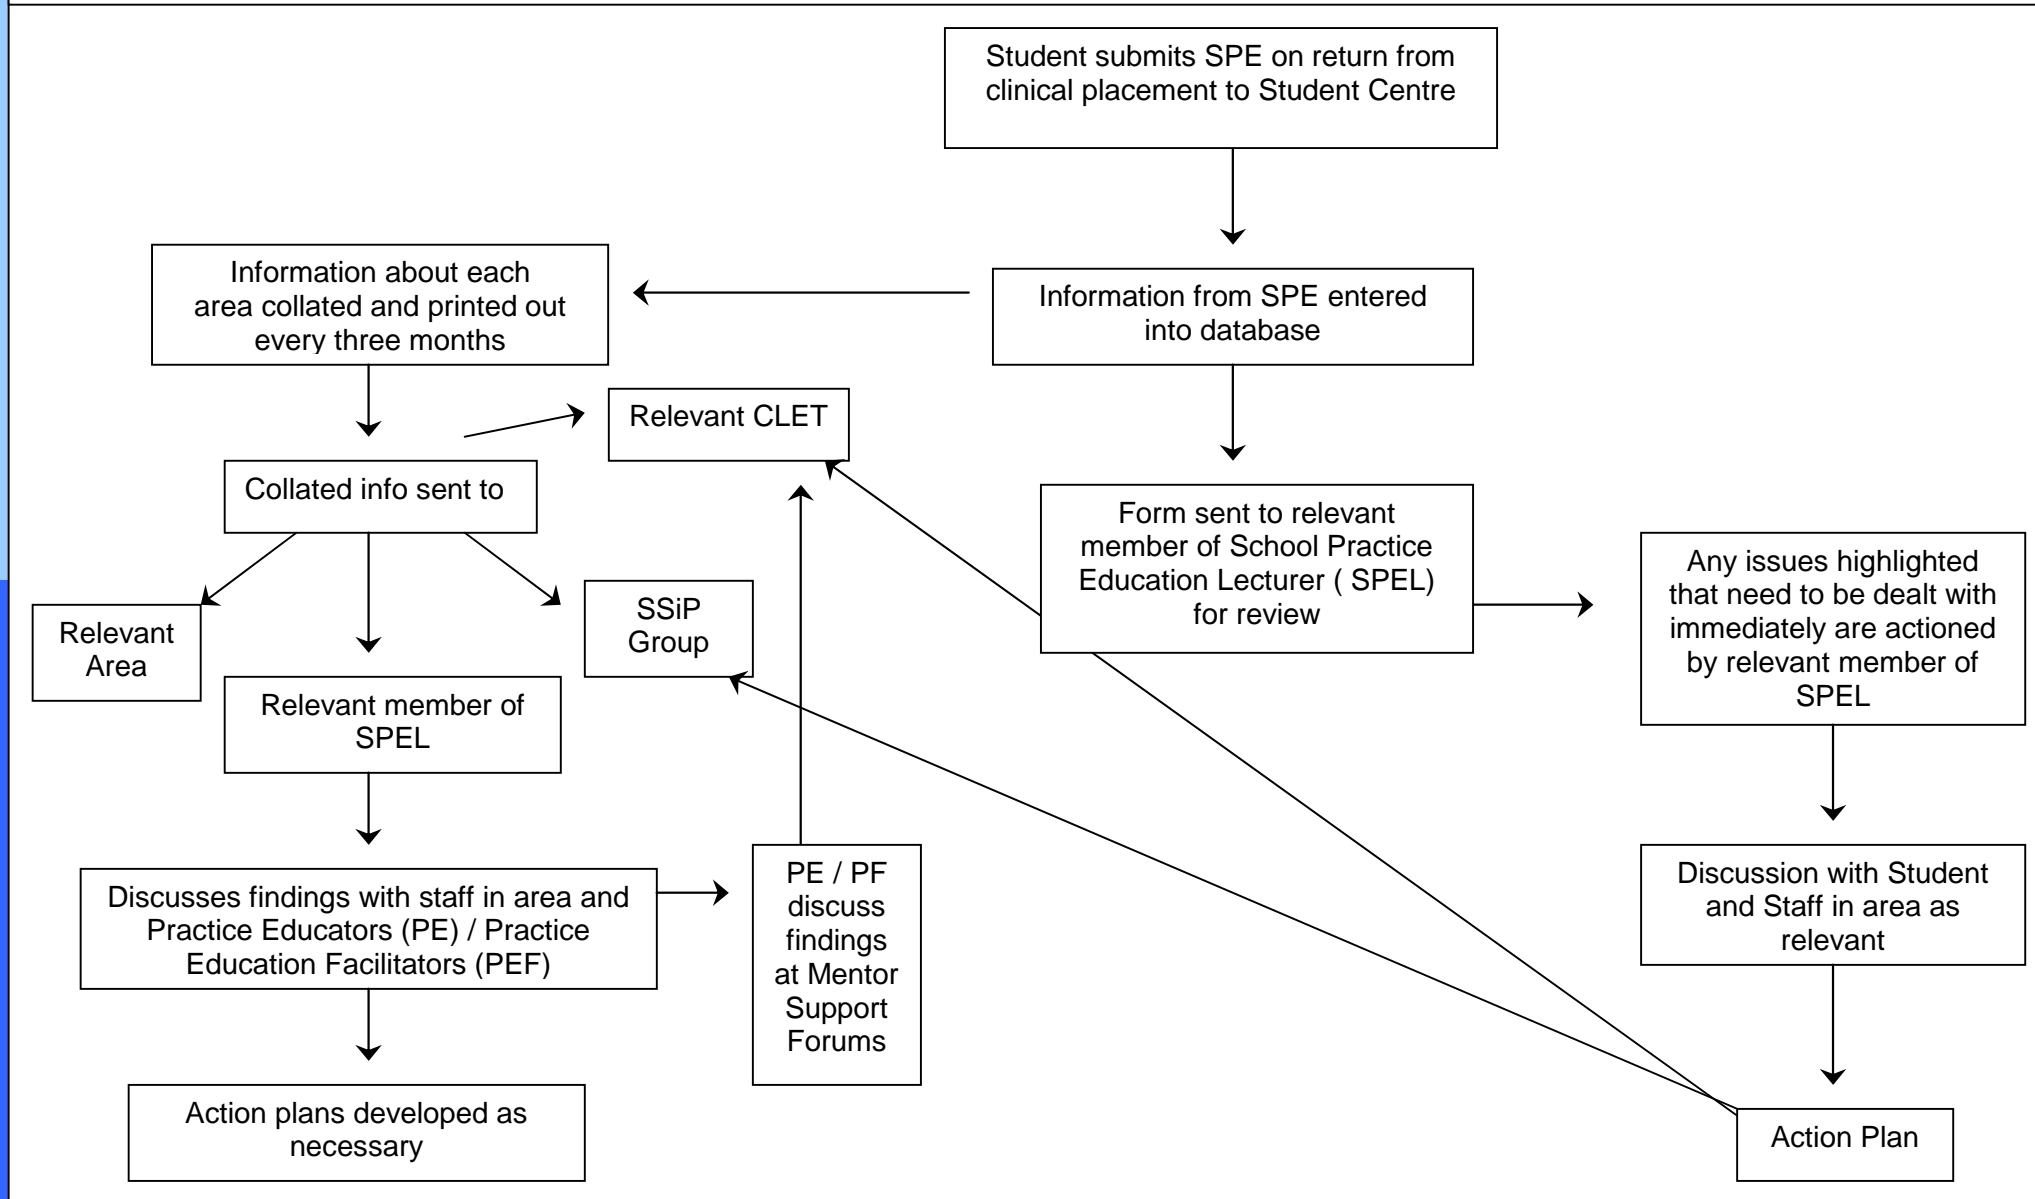 Student submits SPE on return from
clinical placement to Student Centre
Information about each
area collated and printed out
every three months
Information from SPE entered
into database
Relevant CLET
Collated info sent to
Form sent to relevant
member of School Practice
Education Lecturer ( SPEL)
for review
Any issues highlighted
that need to be dealt with
immediately are actioned
by relevant member of
SPEL
Relevant
Area
SSiP
Group
Relevant member of
SPEL
Discusses findings with staff in area and
Practice Educators (PE) / Practice
Education Facilitators (PEF)
PE / PF
discuss
findings
at Mentor
Support
Forums
Discussion with Student
and Staff in area as
relevant
Action plans developed as
necessary
Action Plan